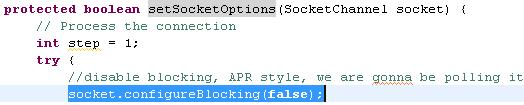 protected boolean setSocketOptions(SocketChannel socket) {
// Process the connection
int step = 1;
try {
//disable blocking, APR style, we are gonna be polling it
socket.configureBlocking(false);